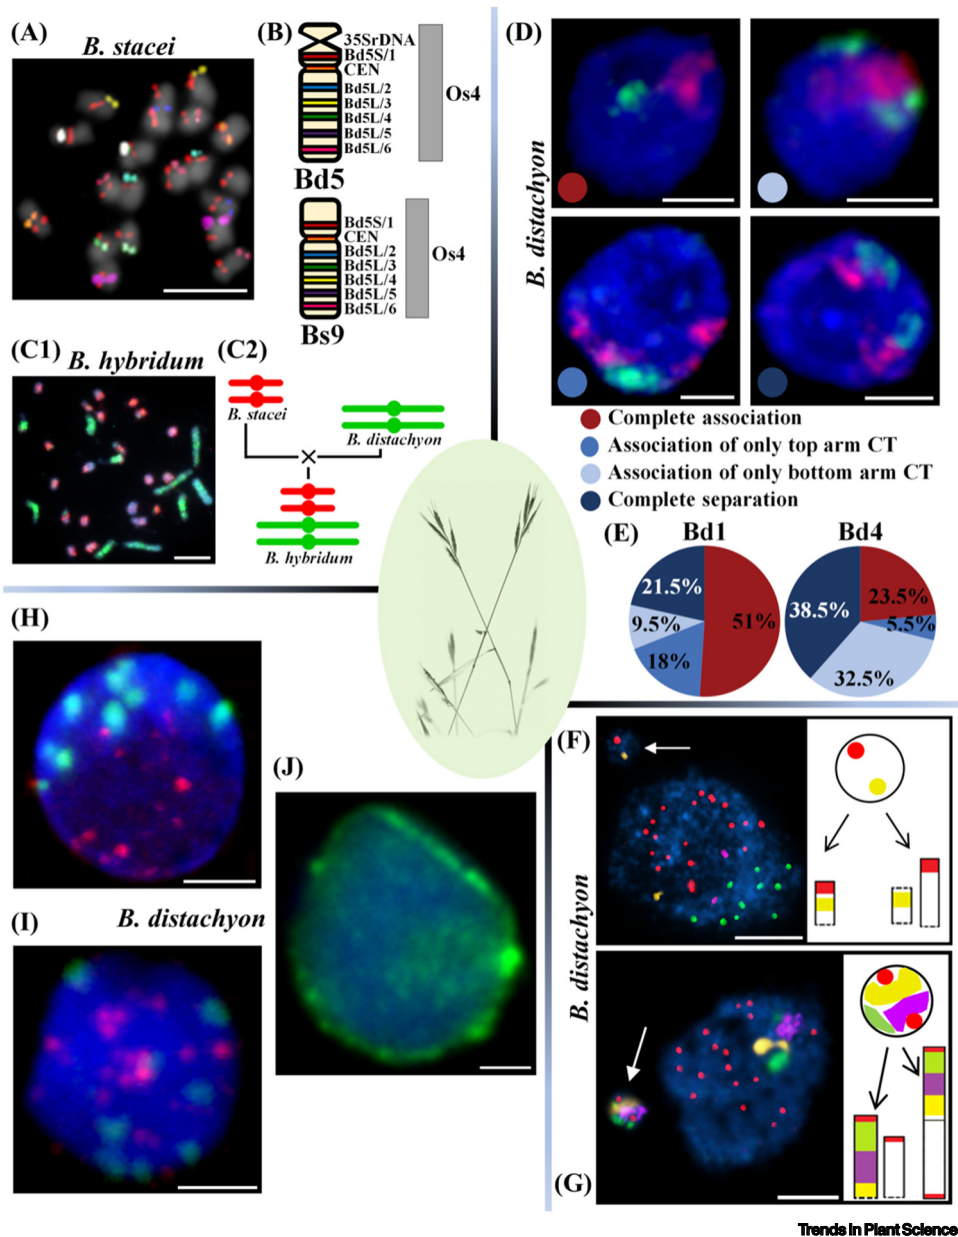 (A)
B. stacei
(B)
35SrDNA
Bd5S/1
CEN
Bd5L/2
Bd5L/3
Bd5L/4
Bd5L/5
Bd5L/6
Os4
Bd5
Bd5S/1
CEN
Bd5L/2
Bd5L/3
Bd5L/4
Bd5L/5
Bd5L/6
Os4
Bs9
(C1)
B. hybridum
(C2)
B. stacei
B. distachyon
×
B. hybridum
(D)
B. distachyon
Complete association
Association of only top arm CT
Association of only bottom arm CT
Complete separation
(E)
Bd1
Bd4
21.5%
9.5%
18%
51%
38.5%
23.5%
5.5%
32.5%
(H)
(I)
B. distachyon
(J)
(F)
B. distachyon
(G)
Trends in Plant Science